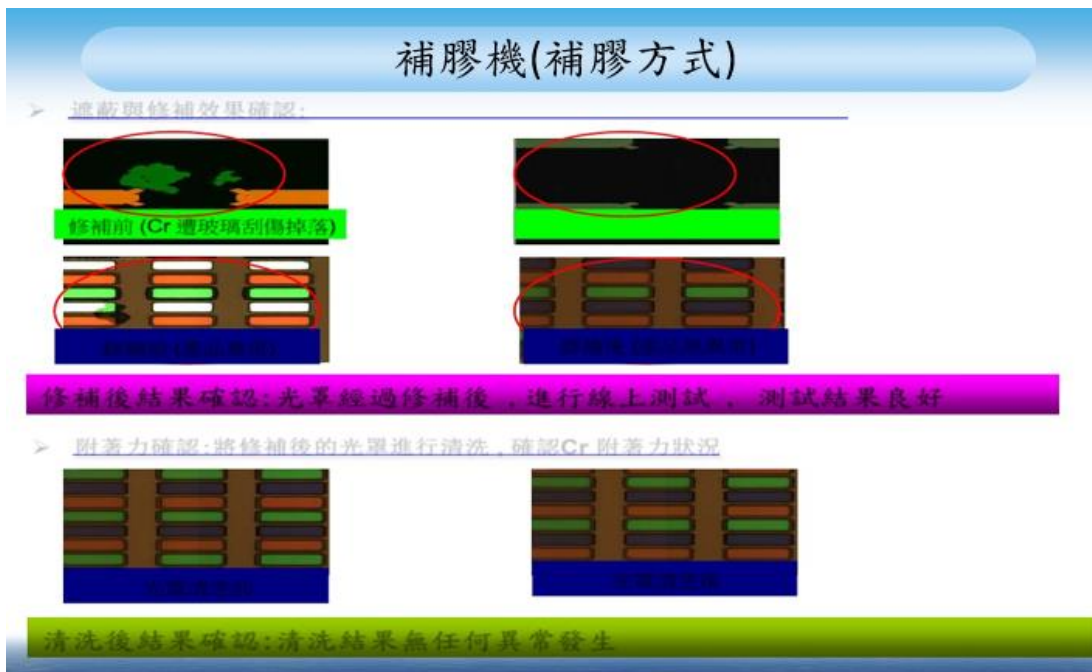 補膠機(補膠方式)
遮蔽與修補效果確認:
修補前 (Cr 遭玻璃刮傷掉落)
修補後結果確認:光罩經過修補後 , 進行線上測試 , 測試結果良好
附著力確認:將修補後的光罩進行清洗 , 確認Cr 附著力狀況
清洗後結果確認:清洗結果無任何異常發生